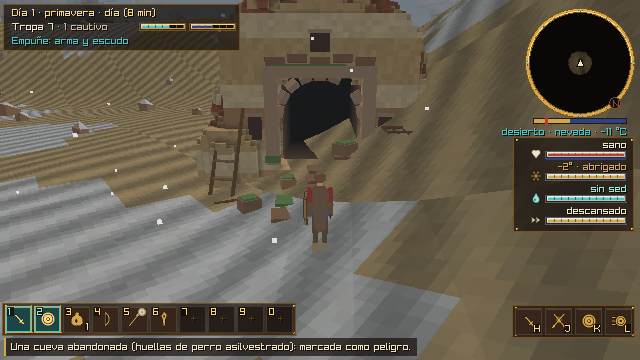 Día 1 · primavera · día (8 min)
Tropa 7 · 1 cautivo
Empuñe: arma y escudo
N
desierto · nevada · -11 °C
sano
-2° · abrigado
sin sed
descansado
1 2 3 4 5 6 7 8 9 0
1
H J K L
Una cueva abandonada (huellas de perro asilvestrado): marcada como peligro.